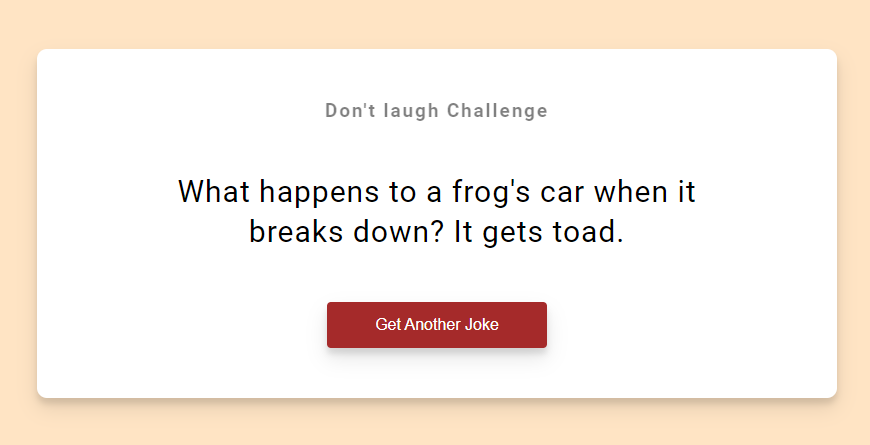 Don't laugh Challenge
What happens to a frog's car when it
breaks down? It gets toad.
Get Another Joke